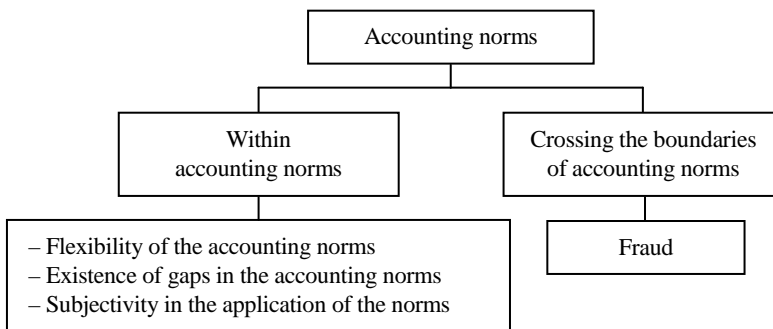 Accounting norms
Within
accounting norms
Crossing the boundaries
of accounting norms
– Flexibility of the accounting norms
– Existence of gaps in the accounting norms
– Subjectivity in the application of the norms
Fraud